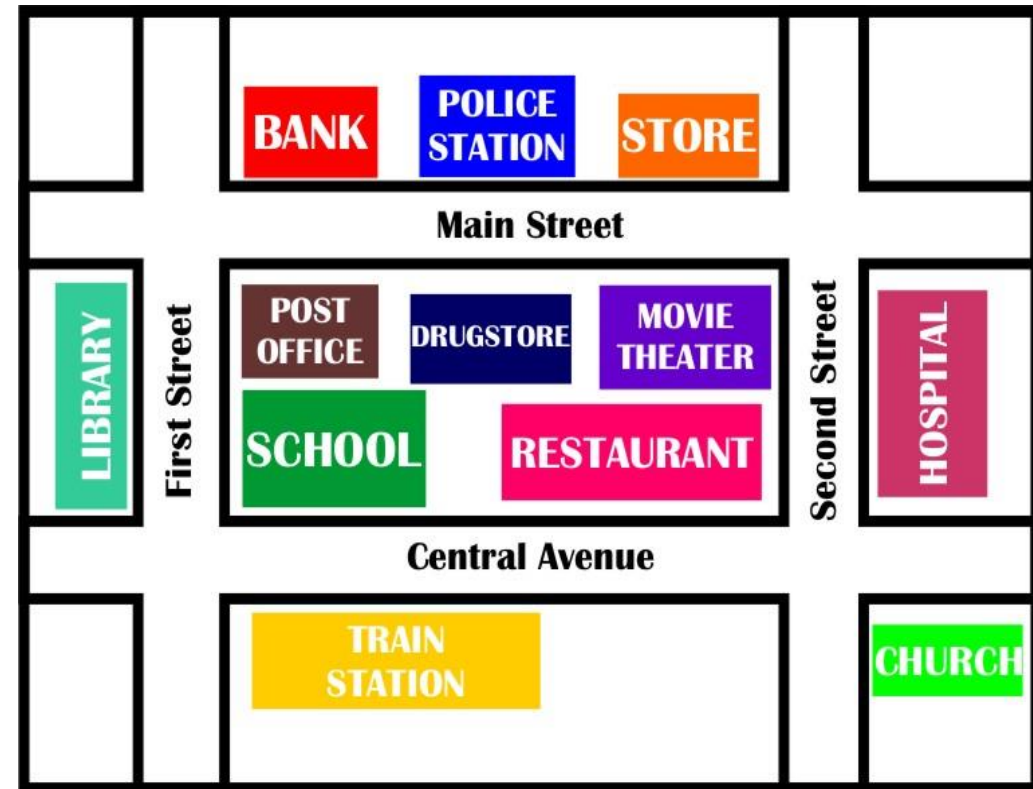 BANK
POLICE
STATION
STORE
Main Street
LIBRARY
First Street
POST
OFFICE
DRUGSTORE
MOVIE
THEATER
SCHOOL
RESTAURANT
Second Street
HOSPITAL
Central Avenue
TRAIN
STATION
CHURCH